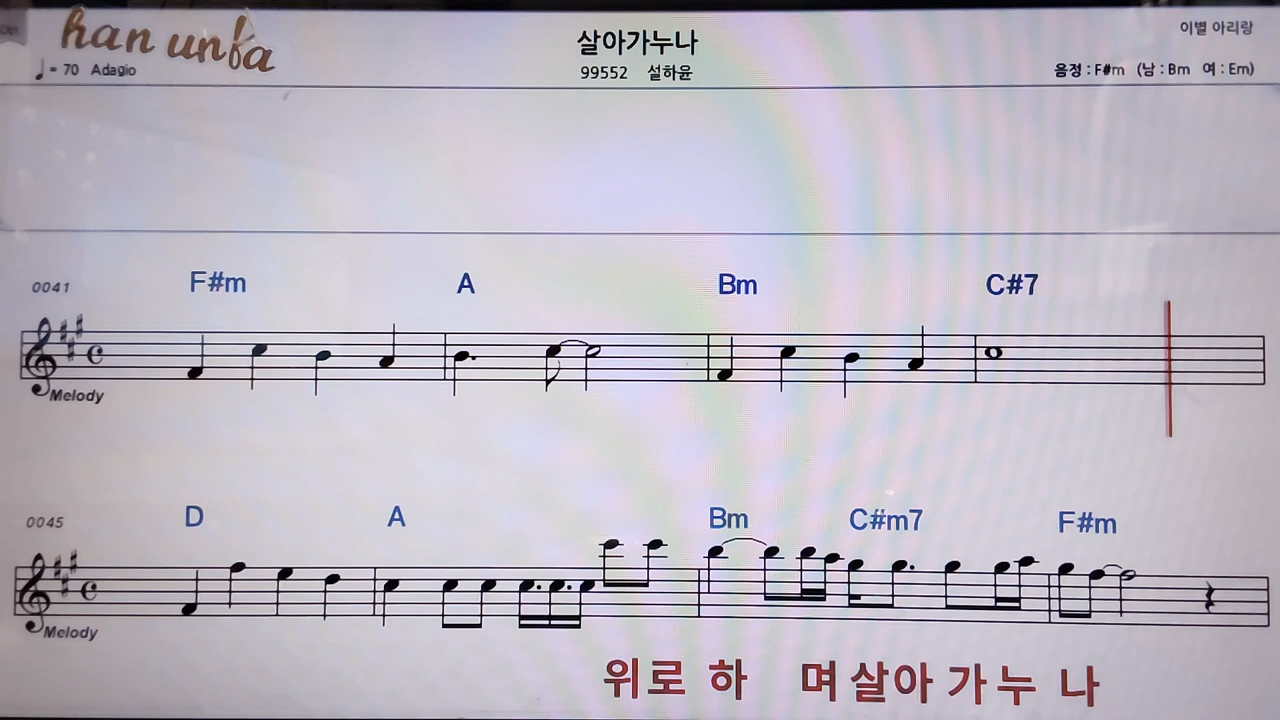 han un!a
살아가누나
이별 아리랑
♩= 70 Adagio
99552 설하윤
음정 : F#m (남 : Bm 여 : Em)
0041 F#m A Bm C#7
Melody
0045 D A Bm C#m7 F#m
Melody
위로 하 며 살아 가 누 나